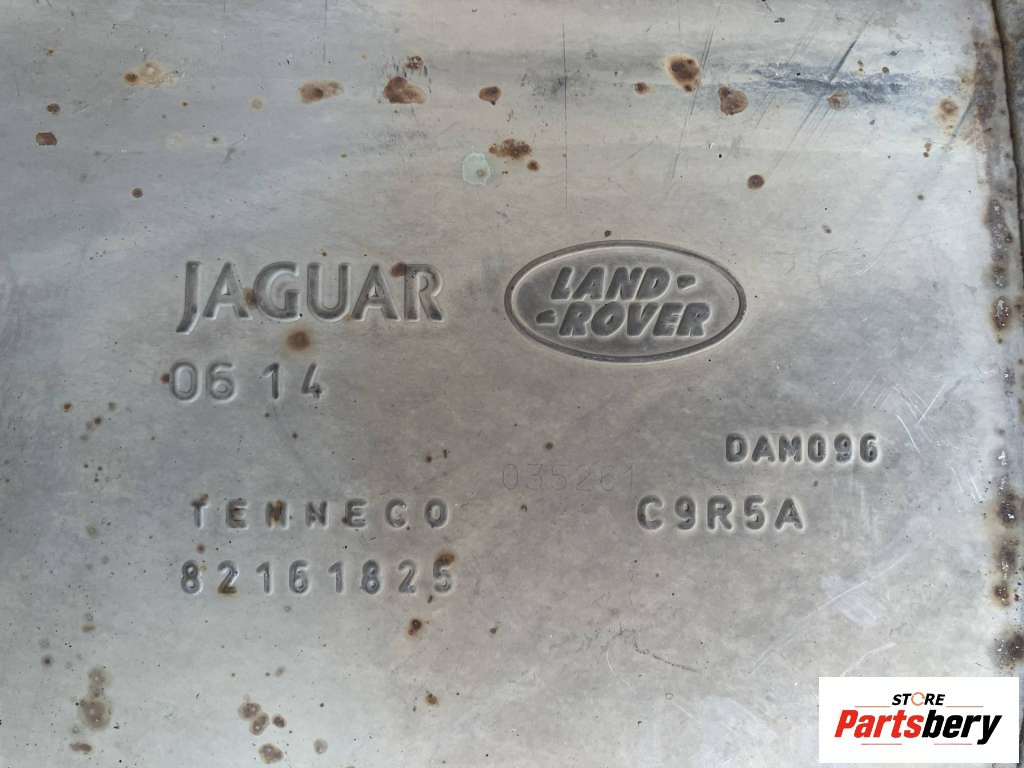 JAGUAR
LAND-
-ROVER
06 14
DAM096
035261
TENNECO
C9R5A
82161825
STORE
Partsbery